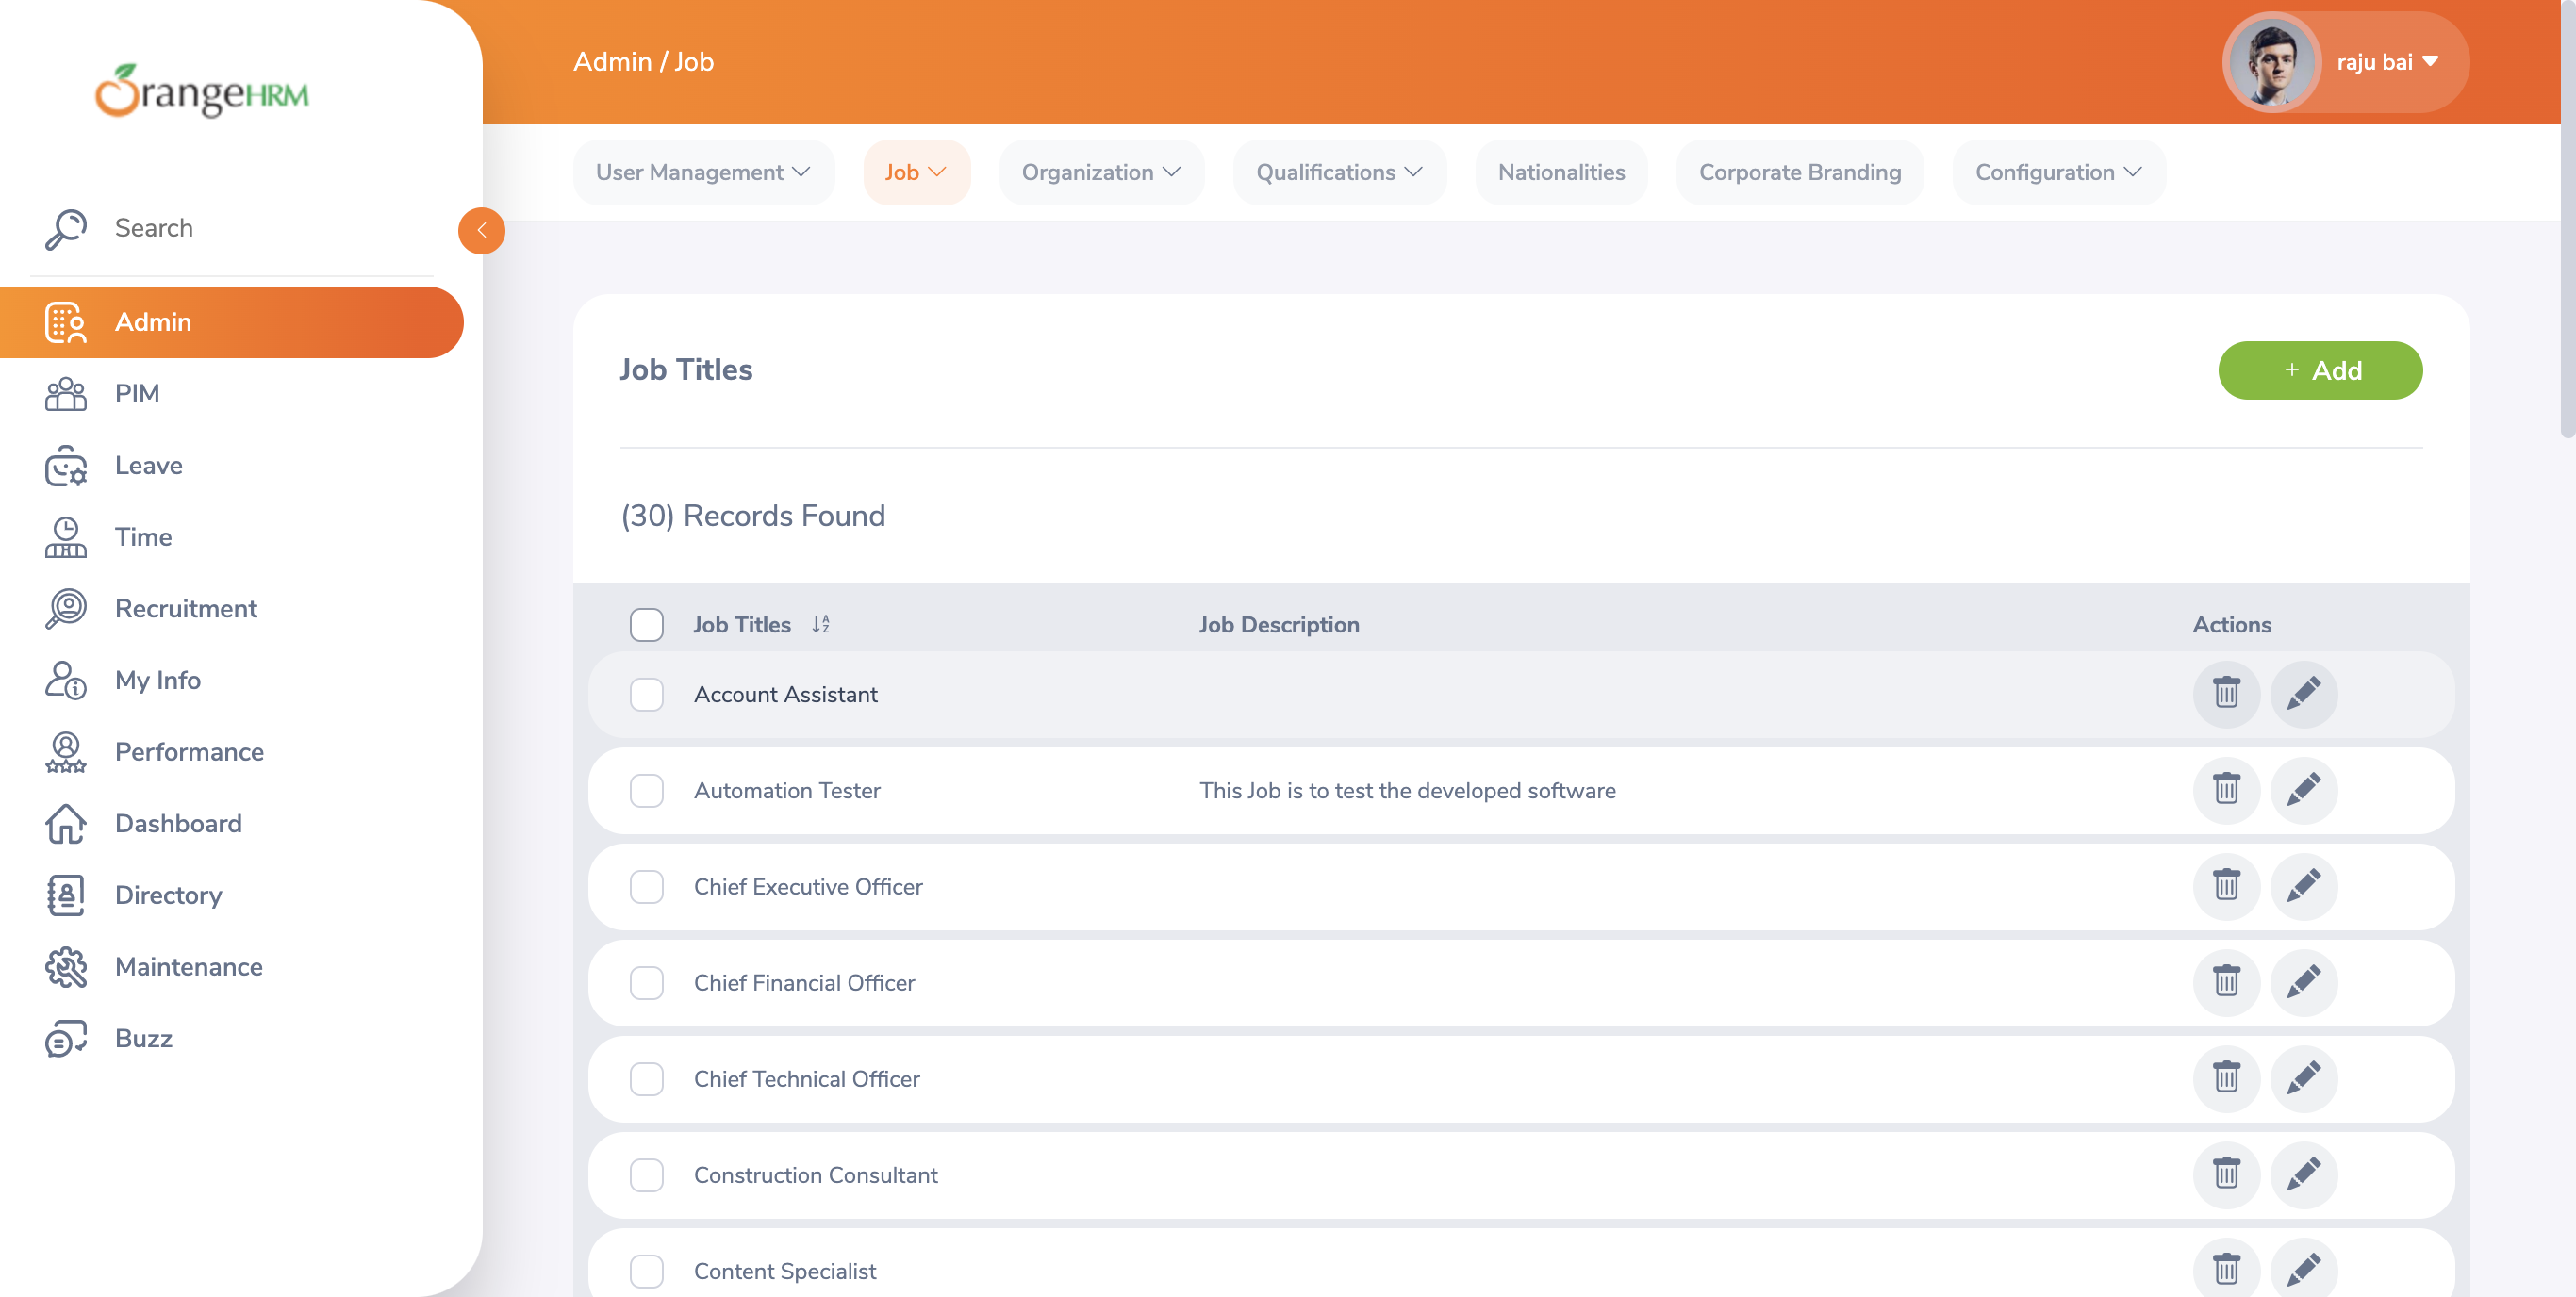 OrangeHRM
Admin / Job
raju bai
User Management
Job
Organization
Qualifications
Nationalities
Corporate Branding
Configuration
Search
Admin
PIM
Leave
Time
Recruitment
My Info
Performance
Dashboard
Directory
Maintenance
Buzz
Job Titles
+ Add
(30) Records Found
Job Titles Job Description Actions
Account Assistant
Automation Tester This Job is to test the developed software
Chief Executive Officer
Chief Financial Officer
Chief Technical Officer
Construction Consultant
Content Specialist